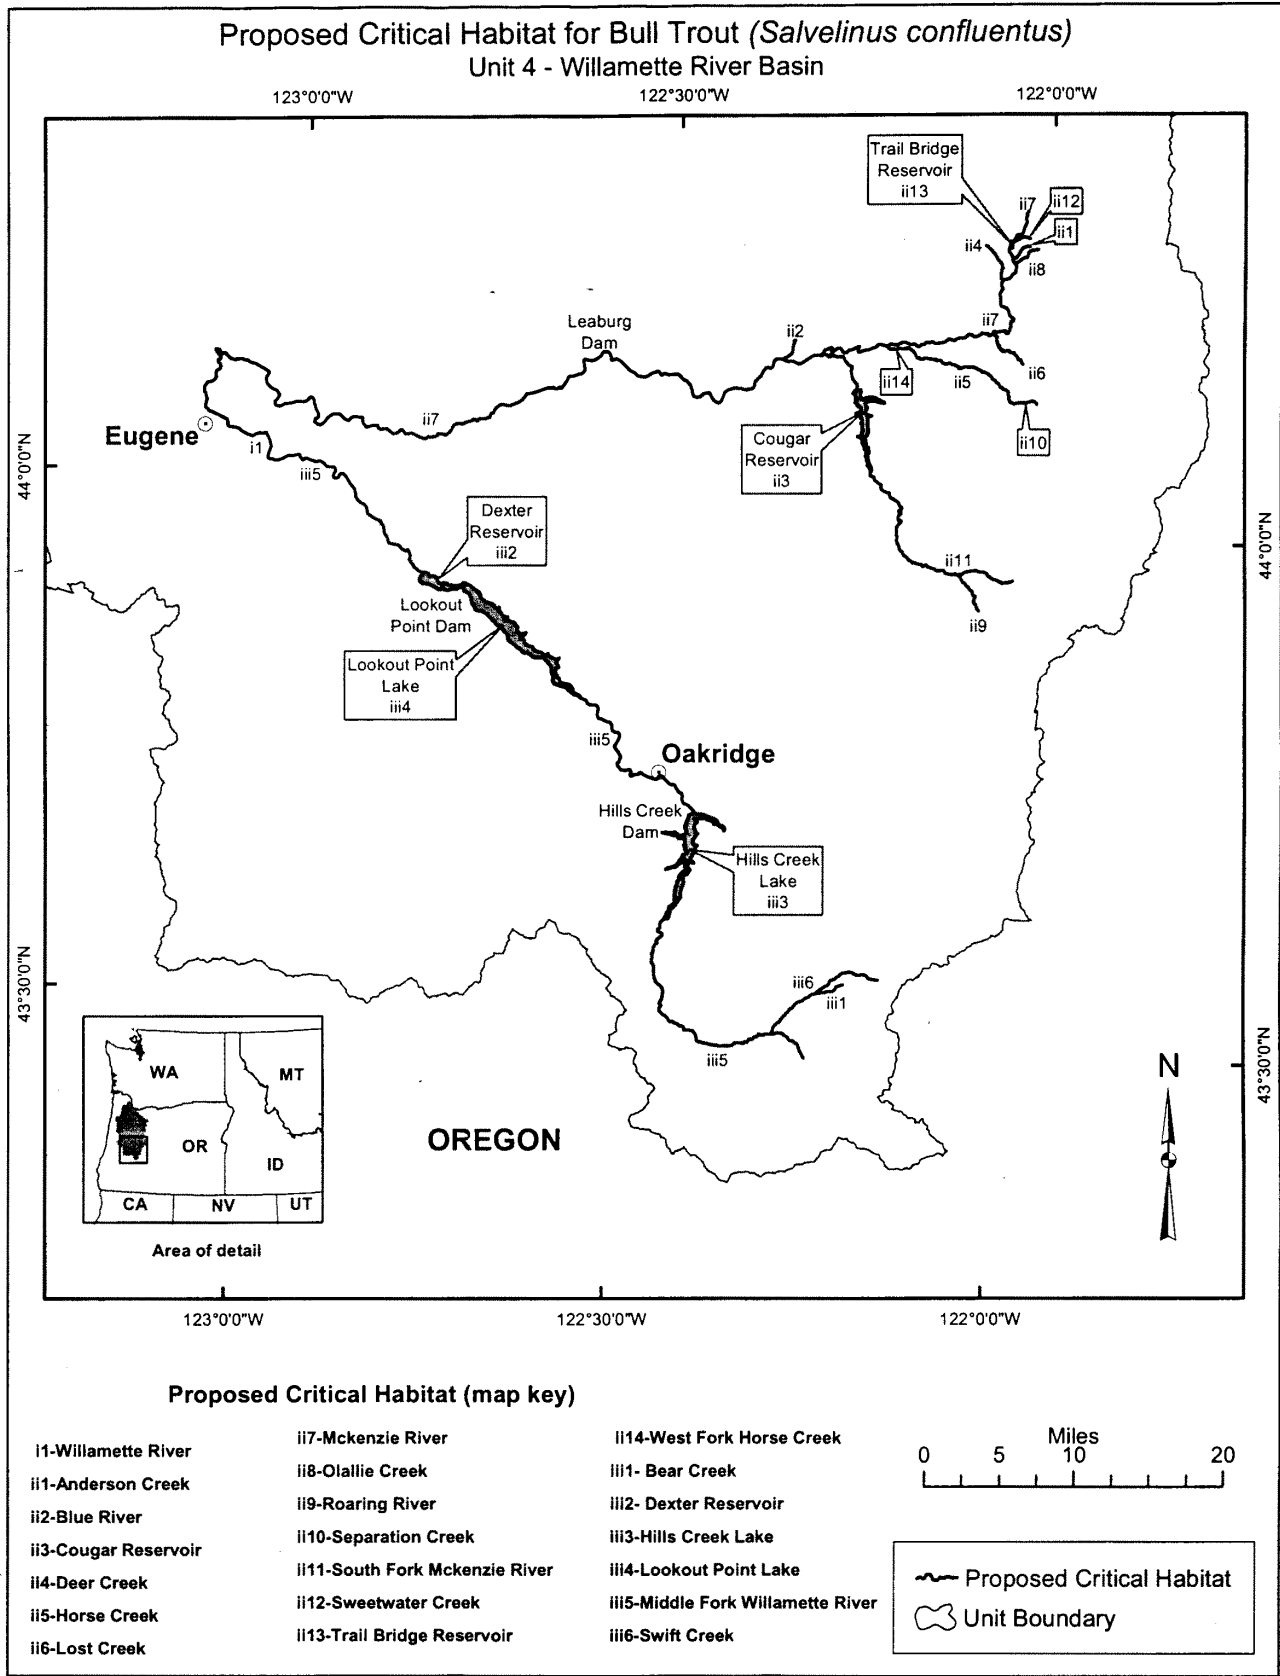 Proposed Critical Habitat for Bull Trout (Salvelinus confluentus)
Unit 4 - Willamette River Basin
123°0'0"W
122°30'0"W
122°0'0"W
Trail Bridge
Reservoir
ii13
ii7
ii12
ii1
ii4
ii8
Leaburg
Dam
ii2
ii7
ii6
ii14
ii5
ii7
ii10
Eugene
i1
iii5
Cougar
Reservoir
ii3
44°0'0"N
44°0'0"N
Dexter
Reservoir
iii2
ii11
ii9
Lookout
Point Dam
Lookout Point
Lake
iii4
iii5
Oakridge
Hills Creek
Dam
Hills Creek
Lake
iii3
43°30'0"N
iii6
iii1
iii5
43°30'0"N
N
WA
MT
OR
ID
CA
NV
UT
Area of detail
OREGON
123°0'0"W
122°30'0"W
122°0'0"W
Proposed Critical Habitat (map key)
i1-Willamette River
ii1-Anderson Creek
ii2-Blue River
ii3-Cougar Reservoir
ii4-Deer Creek
ii5-Horse Creek
ii6-Lost Creek
ii7-Mckenzie River
ii8-Olallie Creek
ii9-Roaring River
ii10-Separation Creek
ii11-South Fork Mckenzie River
ii12-Sweetwater Creek
ii13-Trail Bridge Reservoir
ii14-West Fork Horse Creek
iii1- Bear Creek
iii2- Dexter Reservoir
iii3-Hills Creek Lake
iii4-Lookout Point Lake
iii5-Middle Fork Willamette River
iii6-Swift Creek
Miles
0 5 10 20
Proposed Critical Habitat
Unit Boundary